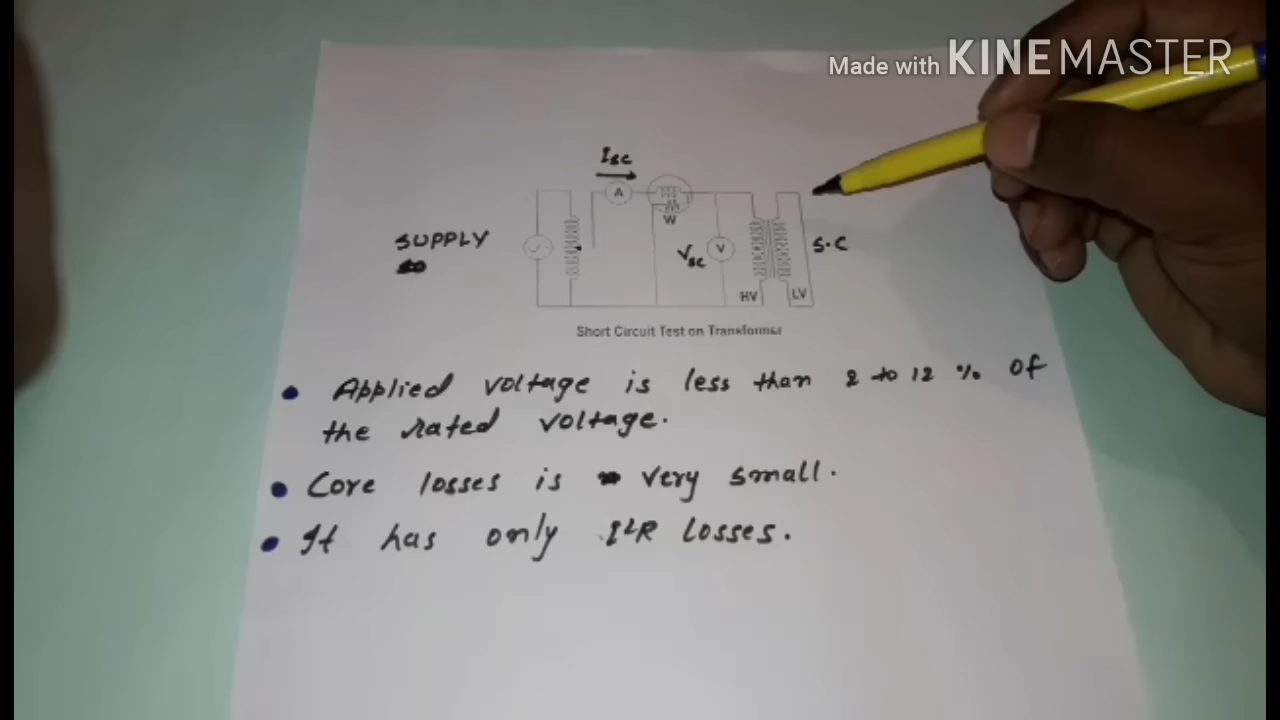 Made with KINEMASTER
Isc
A
W
SUPPLY
Vsc
V
S.C
HV
LV
Short Circuit Test on Transformer
• Applied voltage is less than 2 to 12 % of
the rated voltage.
• Core losses is very small.
• It has only I²R losses.